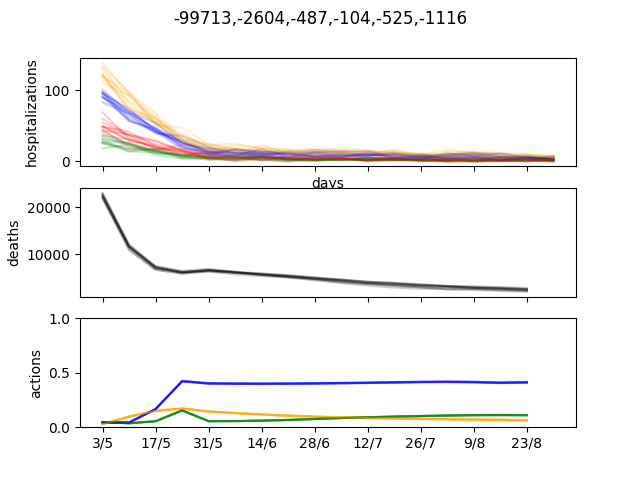 -99713,-2604,-487,-104,-525,-1116
hospitalizations
100
0
days
deaths
20000
10000
actions
1.0
0.5
0.0
3/5 17/5 31/5 14/6 28/6 12/7 26/7 9/8 23/8